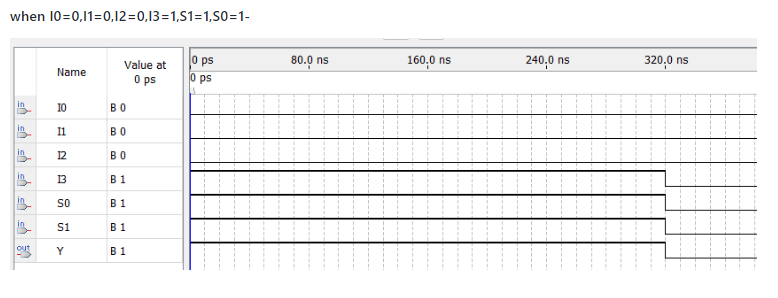 when I0=0,I1=0,I2=0,I3=1,S1=1,S0=1-
Name Value at 0 ps 0 ps 80.0 ns 160.0 ns 240.0 ns 320.0 ns
0 ps
in I0 B 0
in I1 B 0
in I2 B 0
in I3 B 1
in S0 B 1
in S1 B 1
out Y B 1